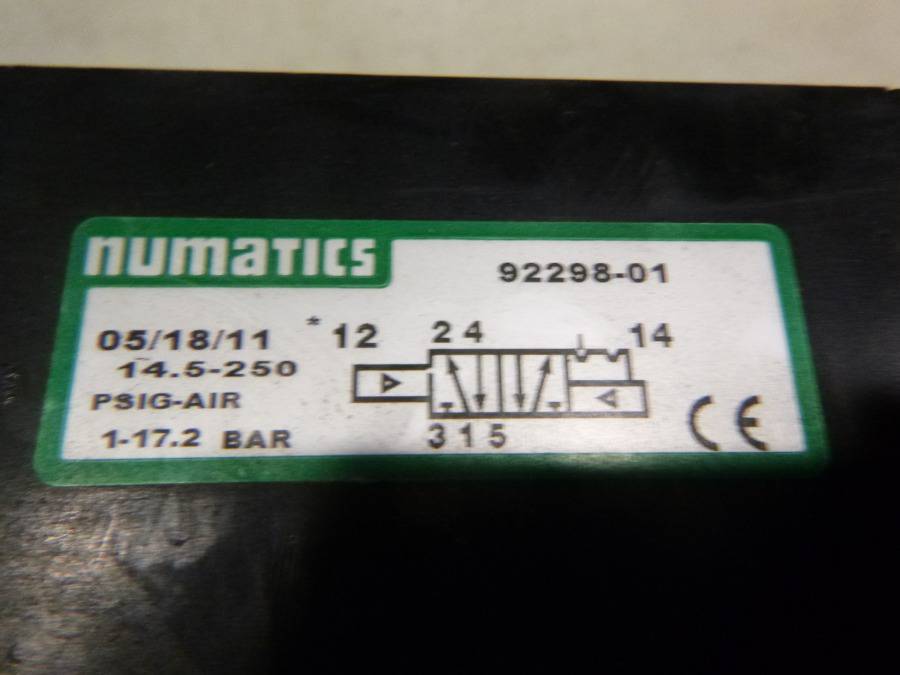 numatics
92298-01
05/18/11 * 12 2 4 14
14.5-250
PSIG-AIR
1-17.2 BAR 3 1 5 CE